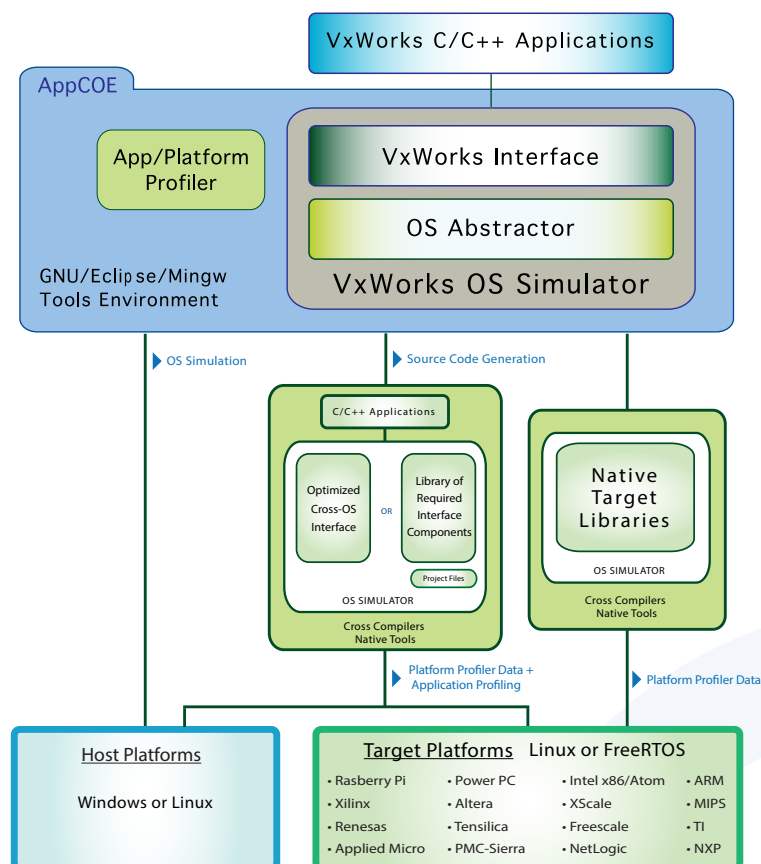 VxWorks C/C++ Applications
AppCOE
App/Platform
Profiler
VxWorks Interface
OS Abstractor
VxWorks OS Simulator
GNU/Eclipse/Mingw
Tools Environment
OS Simulation
Source Code Generation
C/C++ Applications
Optimized
Cross-OS
Interface
OR
Library of
Required
Interface
Components
Project Files
OS SIMULATOR
Cross Compilers
Native Tools
Native
Target
Libraries
OS SIMULATOR
Cross Compilers
Native Tools
Platform Profiler Data +
Application Profiling
Platform Profiler Data
Host Platforms
Windows or Linux
Target Platforms Linux or FreeRTOS
• Rasberry Pi • Power PC • Intel x86/Atom • ARM
• Xilinx • Altera • XScale • MIPS
• Renesas • Tensilica • Freescale • TI
• Applied Micro • PMC-Sierra • NetLogic • NXP